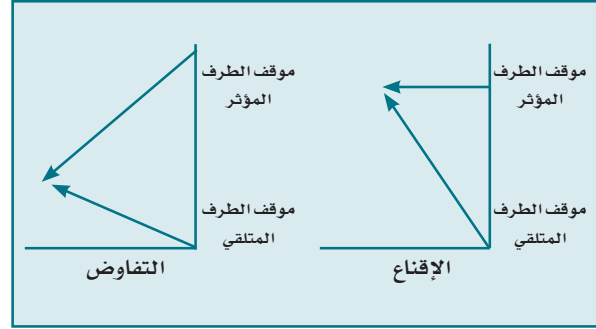 موقف الطرف
المؤثر
موقف الطرف
المتلقي
الإقناع
موقف الطرف
المؤثر
موقف الطرف
المتلقي
التفاوض